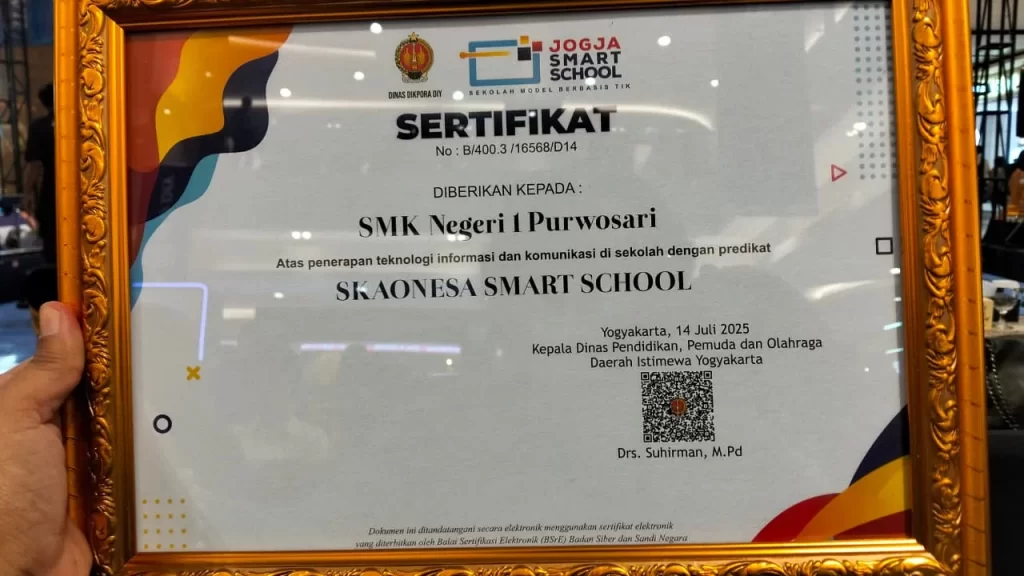 DINAS DIKPORA DIY
JOGJA
SMART
SCHOOL
SEKOLAH MODEL BERBASIS TIK
SERTIFIKAT
No : B/400.3 /16568/D14
DIBERIKAN KEPADA :
SMK Negeri 1 Purwosari
Atas penerapan teknologi informasi dan komunikasi di sekolah dengan predikat
SKAONESA SMART SCHOOL
Yogyakarta, 14 Juli 2025
Kepala Dinas Pendidikan, Pemuda dan Olahraga
Daerah Istimewa Yogyakarta
Drs. Suhirman, M.Pd
Dokumen ini ditandatangani secara elektronik menggunakan sertifikat elektronik
yang diterbitkan oleh Balai Sertifikasi Elektronik (BSrE) Badan Siber dan Sandi Negara